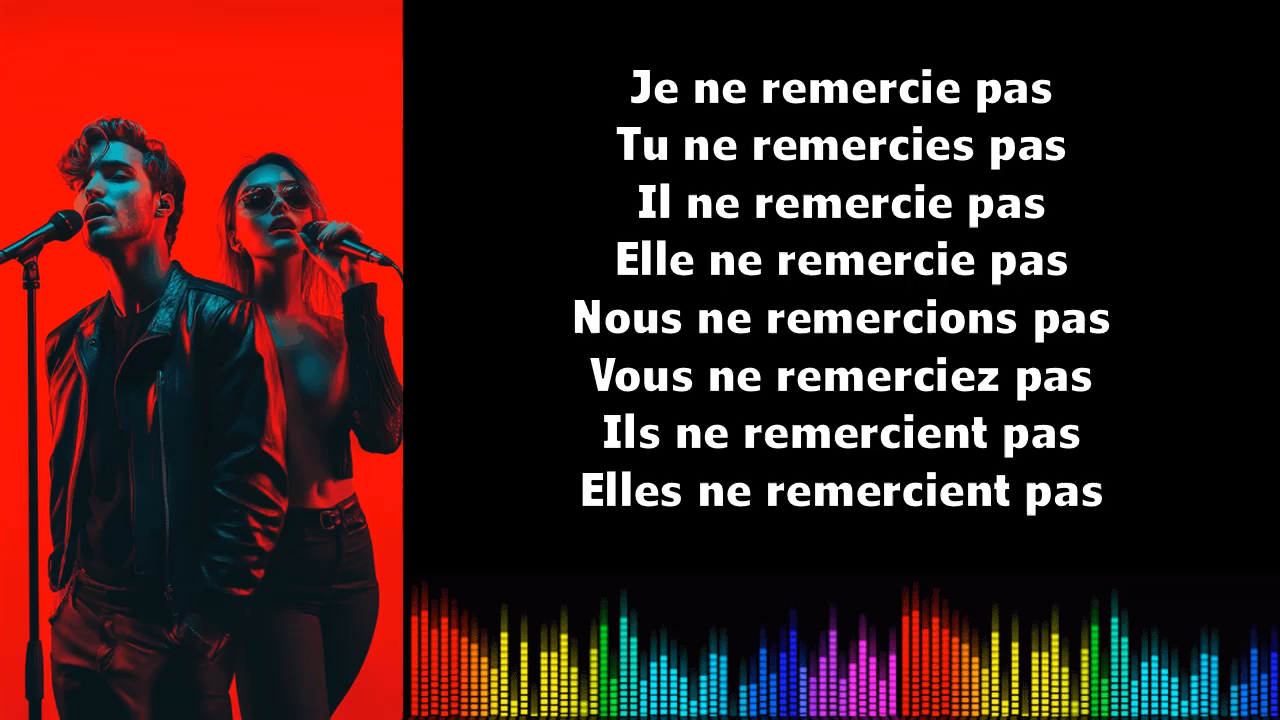 Je ne remercie pas
Tu ne remercies pas
Il ne remercie pas
Elle ne remercie pas
Nous ne remercions pas
Vous ne remerciez pas
Ils ne remercient pas
Elles ne remercient pas